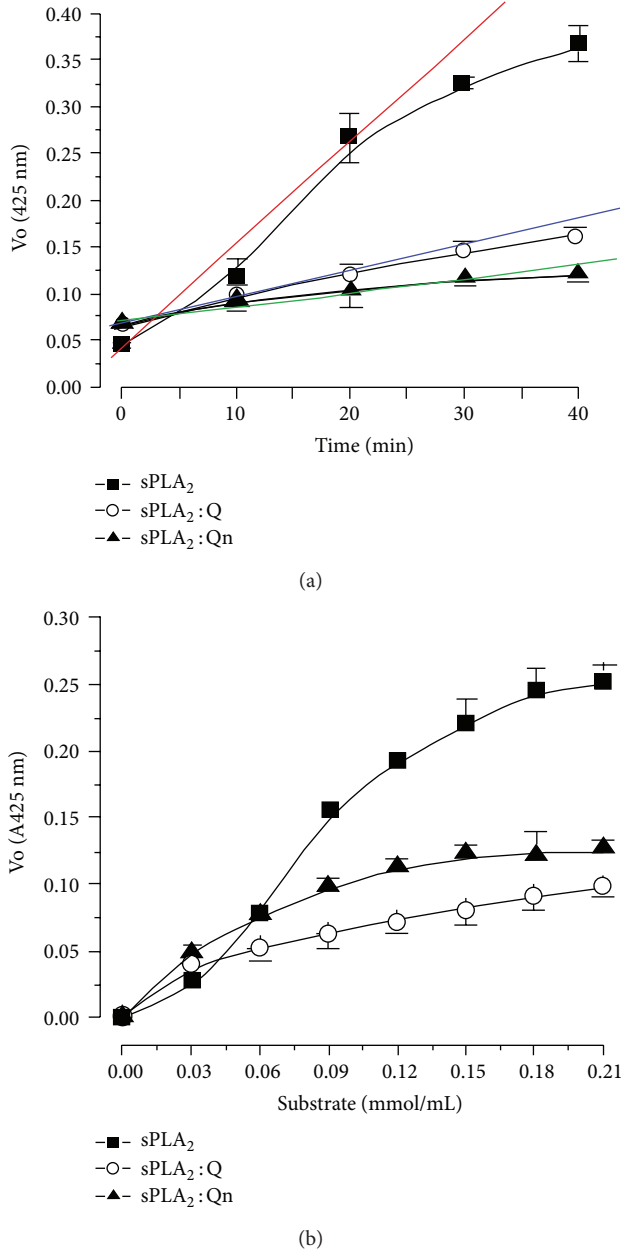 0.40
0.35
0.30
0.25
0.20
0.15
0.10
0.05
0.00
Vo (425 nm)
0 10 20 30 40
Time (min)
sPLA₂
sPLA₂:Q
sPLA₂:Qn
(a)
0.30
0.25
0.20
0.15
0.10
0.05
0.00
Vo (A425 nm)
0.00 0.03 0.06 0.09 0.12 0.15 0.18 0.21
Substrate (mmol/mL)
sPLA₂
sPLA₂:Q
sPLA₂:Qn
(b)